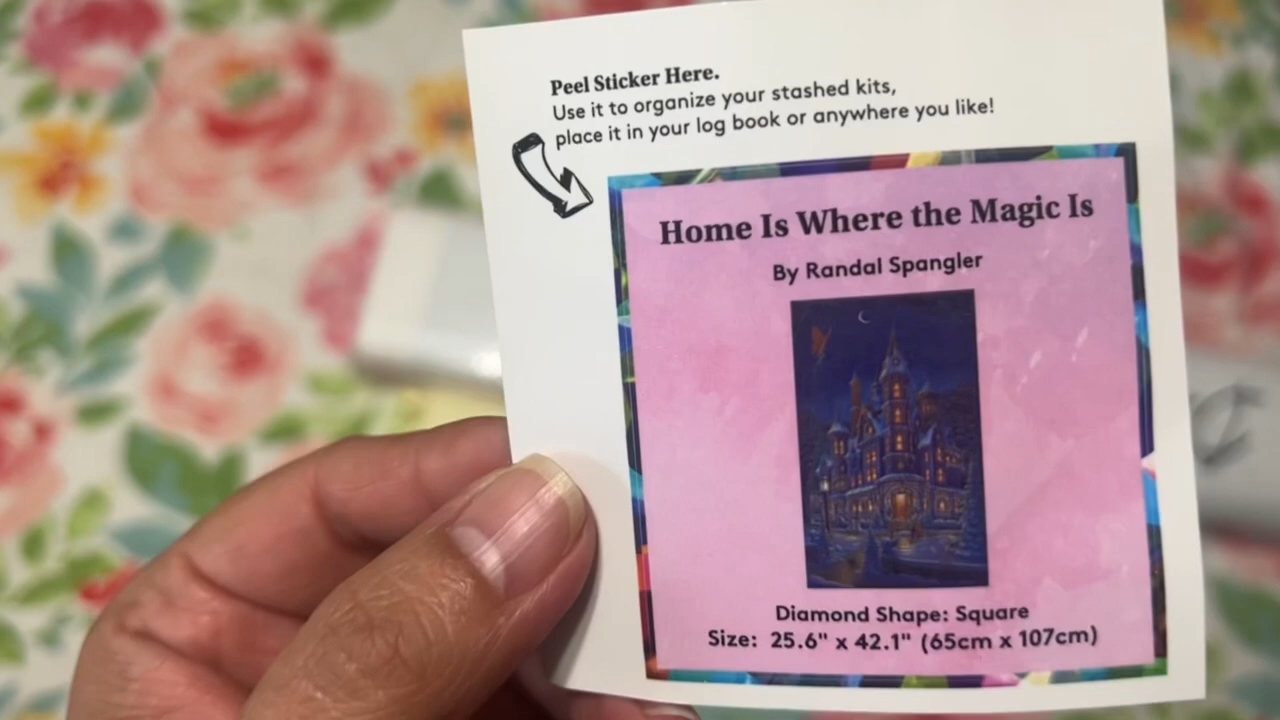 Peel Sticker Here.
Use it to organize your stashed kits,
place it in your log book or anywhere you like!
Home Is Where the Magic Is
By Randal Spangler
Diamond Shape: Square
Size: 25.6" x 42.1" (65cm x 107cm)